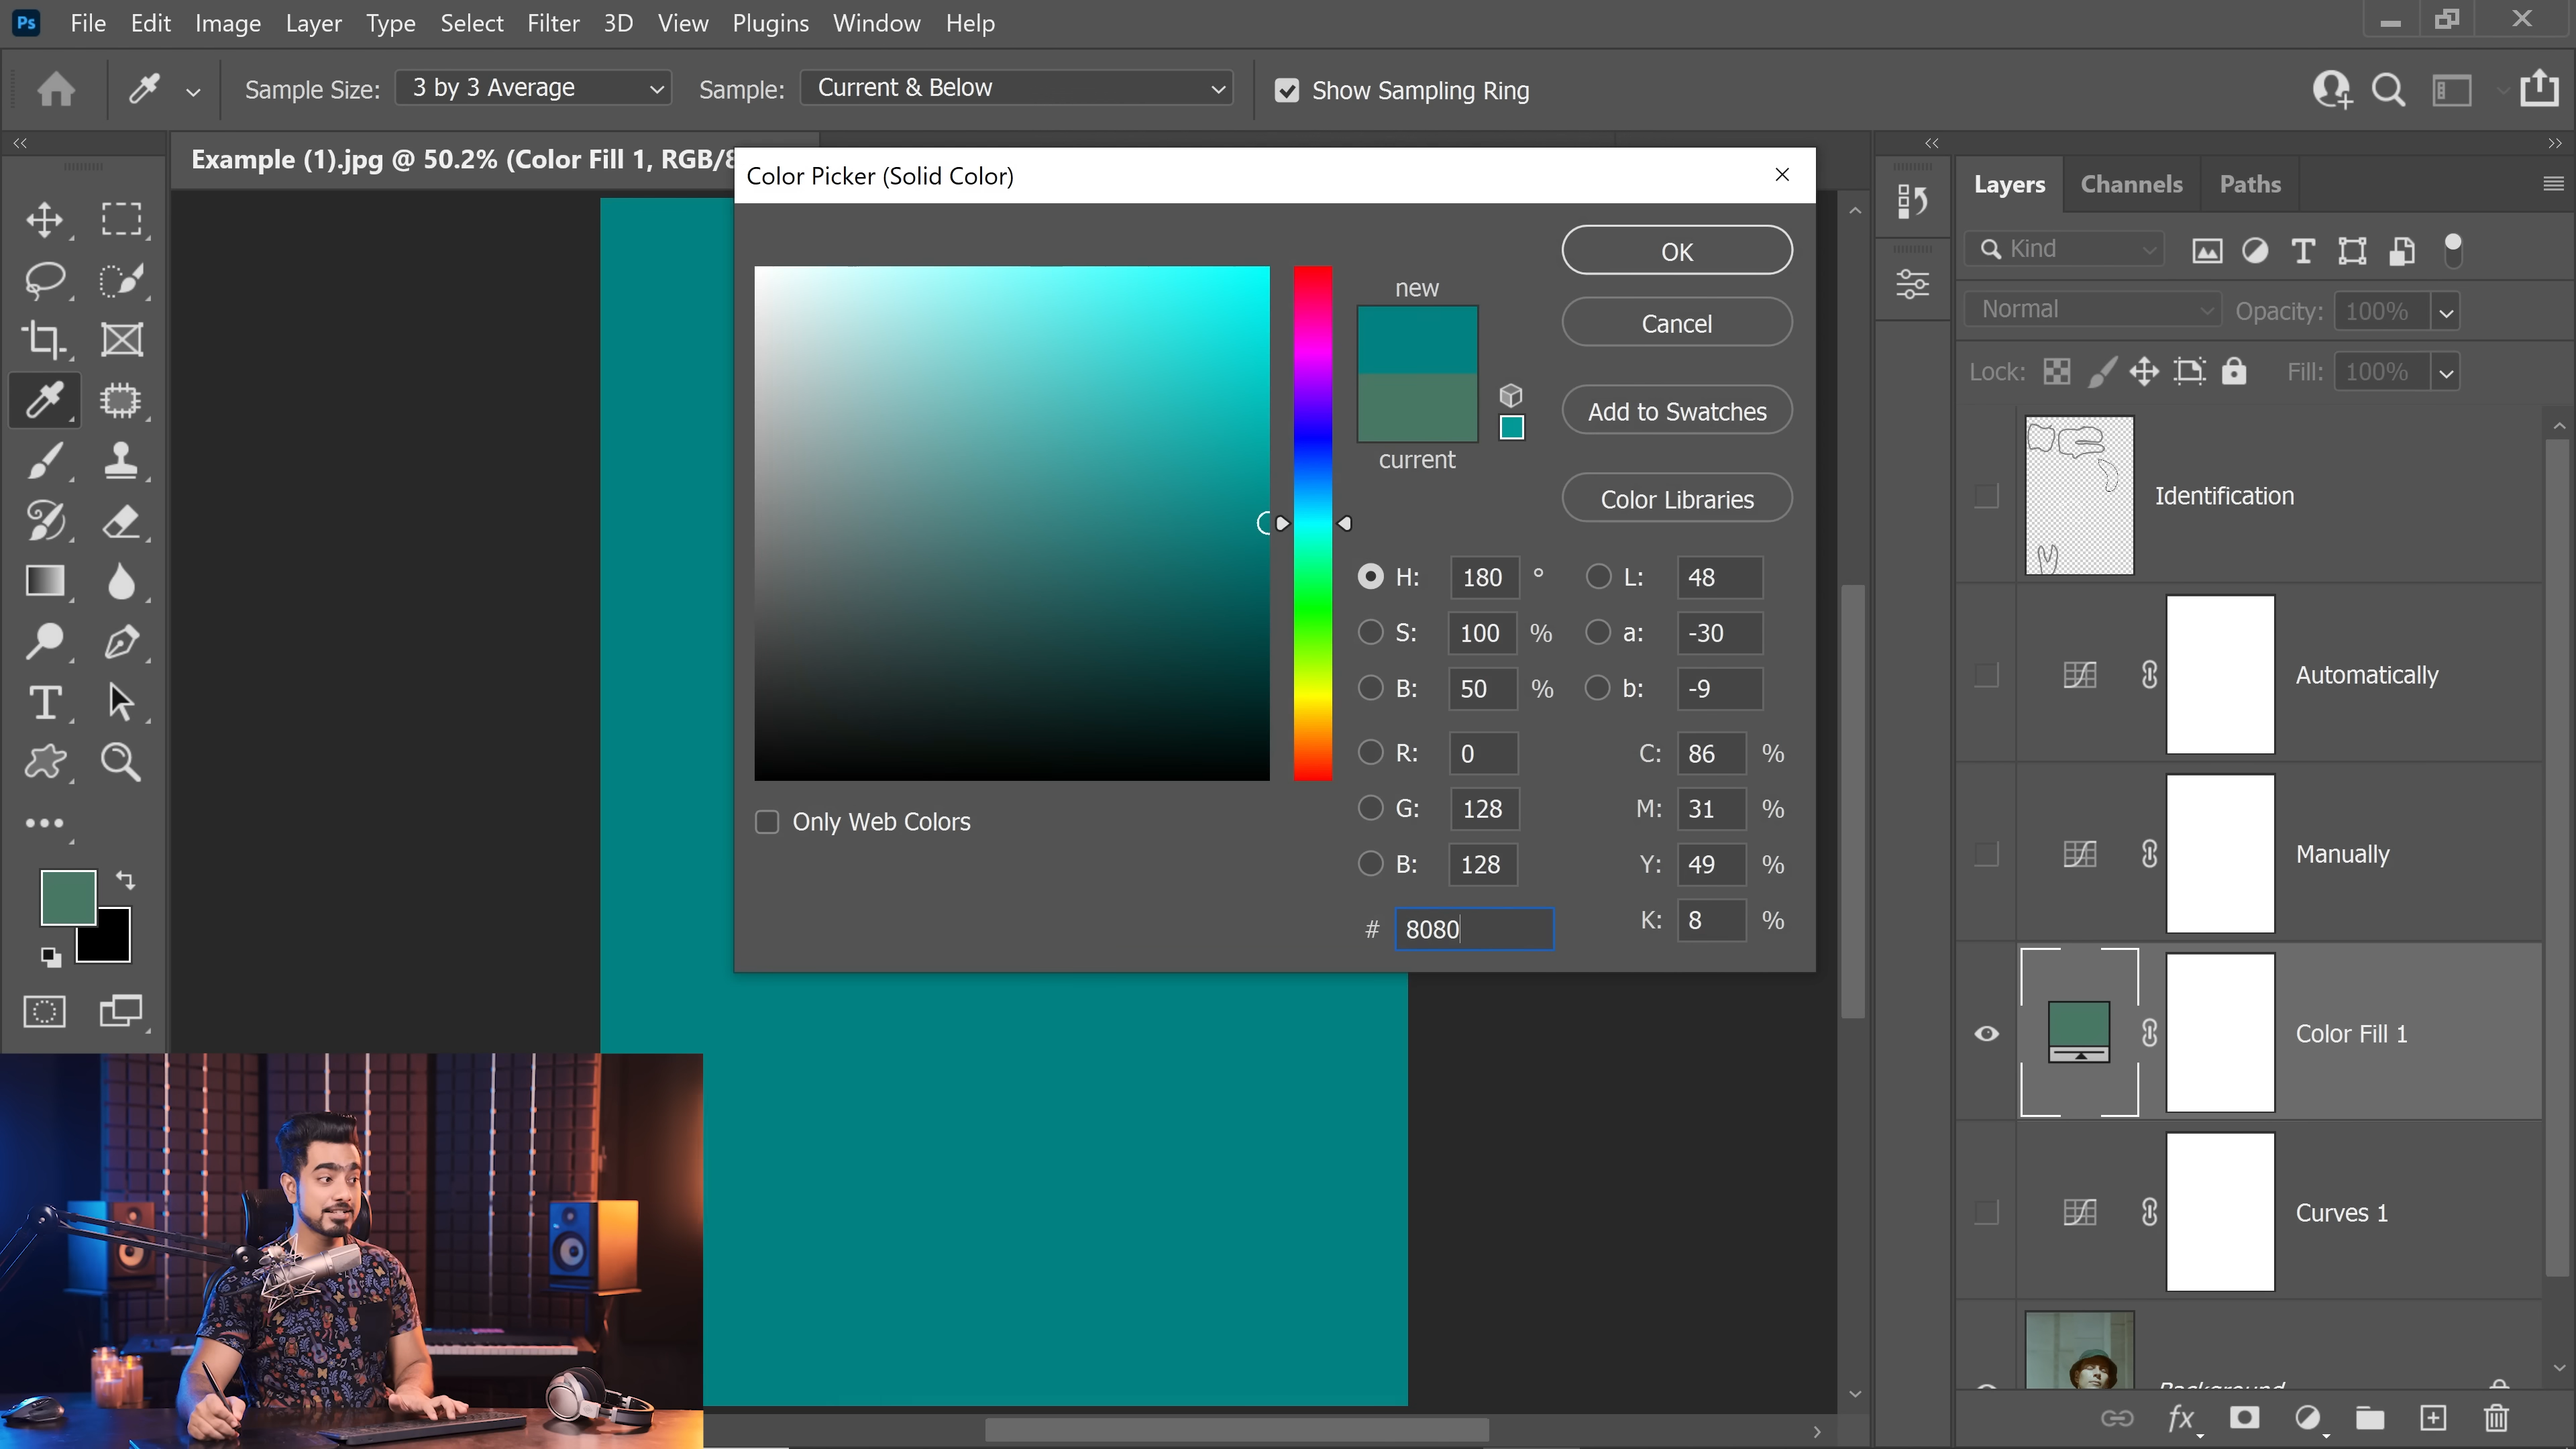 Ps File Edit Image Layer Type Select Filter 3D View Plugins Window Help
Sample Size: 3 by 3 Average Sample: Current & Below Show Sampling Ring
Example (1).jpg @ 50.2% (Color Fill 1, RGB/8
Color Picker (Solid Color)
OK
new
Cancel
Add to Swatches
current
Color Libraries
H: 180 ° L: 48
S: 100 % a: -30
B: 50 % b: -9
R: 0 C: 86 %
G: 128 M: 31 %
B: 128 Y: 49 %
# 8080 K: 8 %
Only Web Colors
Layers Channels Paths
Kind
Normal Opacity: 100%
Lock: Fill: 100%
Identification
Automatically
Manually
Color Fill 1
Curves 1
Background
fx